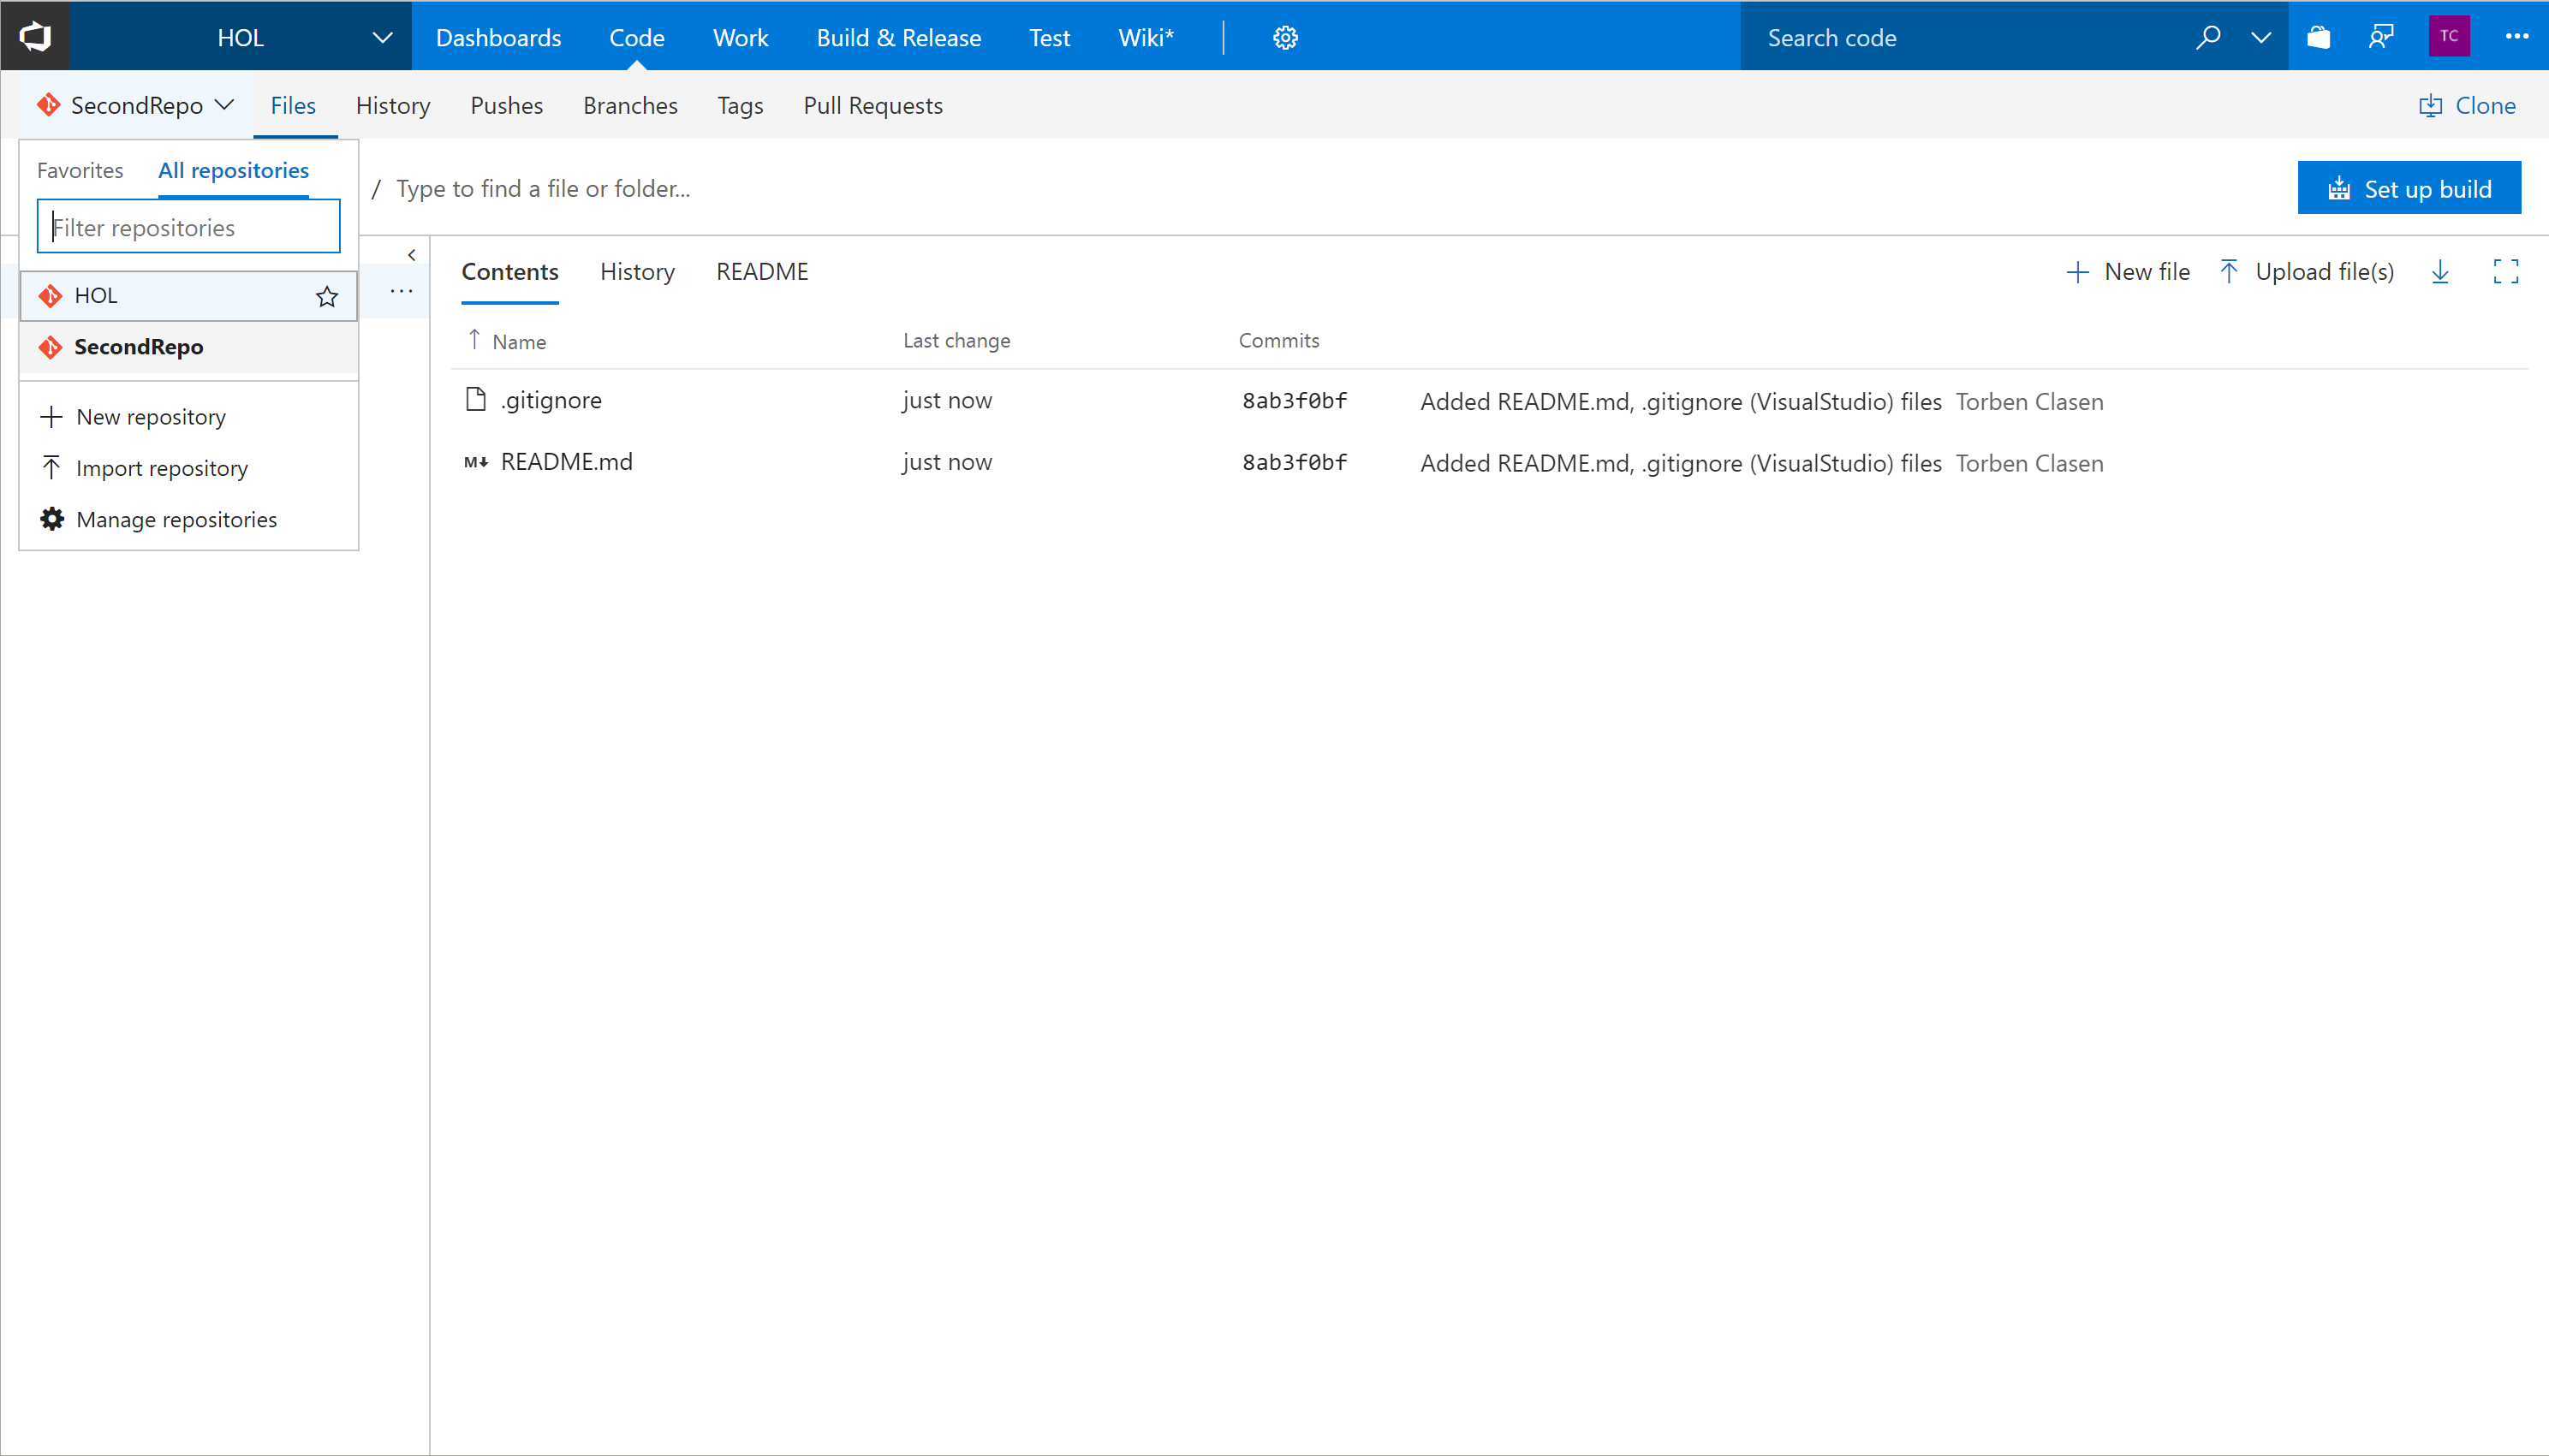 HOL Dashboards Code Work Build & Release Test Wiki* Search code TC
SecondRepo Files History Pushes Branches Tags Pull Requests Clone
Favorites All repositories
/ Type to find a file or folder... Set up build
Filter repositories
Contents History README New file Upload file(s)
HOL
SecondRepo
Name Last change Commits
.gitignore just now 8ab3f0bf Added README.md, .gitignore (VisualStudio) files Torben Clasen
New repository
README.md just now 8ab3f0bf Added README.md, .gitignore (VisualStudio) files Torben Clasen
Import repository
Manage repositories